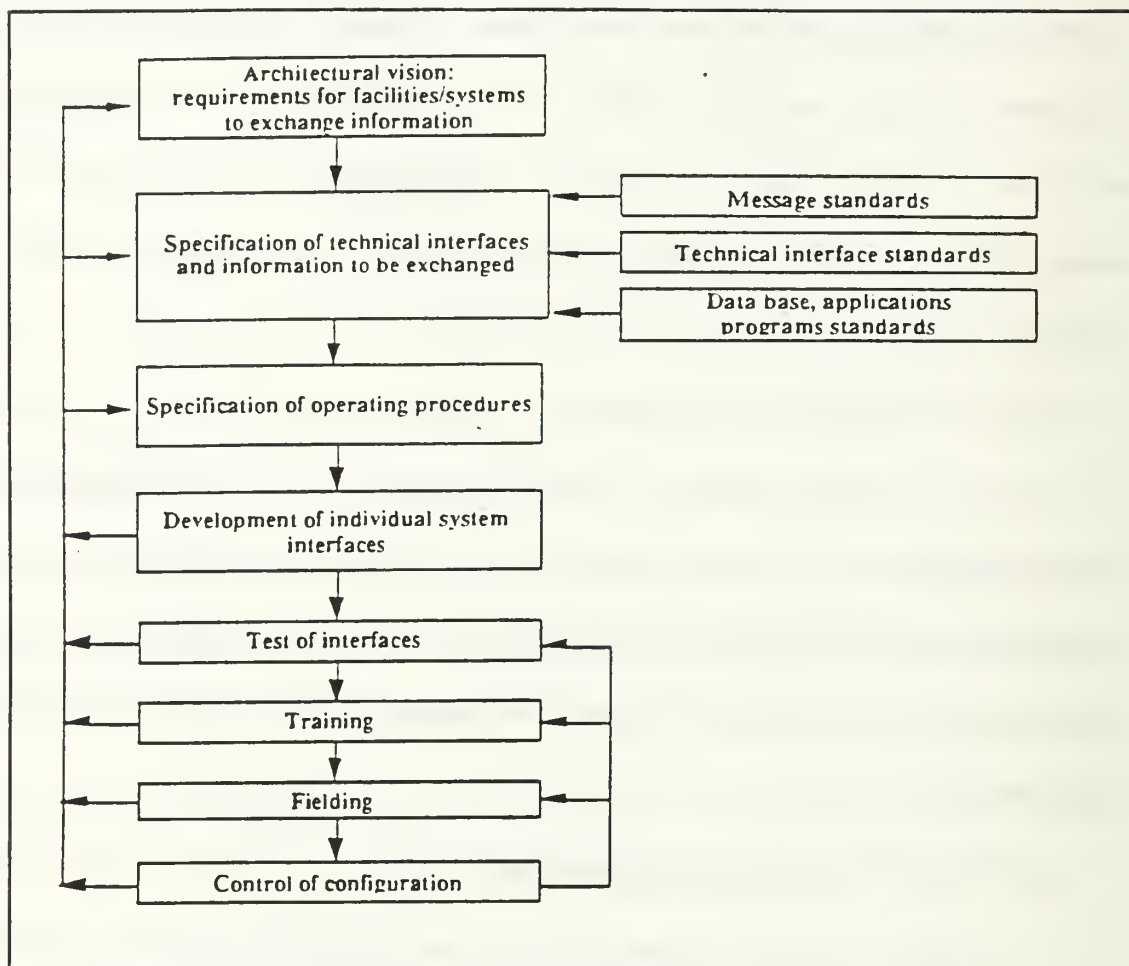 Architectural vision:
requirements for facilities/systems
to exchange information
Message standards
Specification of technical interfaces
and information to be exchanged
Technical interface standards
Data base, applications
programs standards
Specification of operating procedures
Development of individual system
interfaces
Test of interfaces
Training
Fielding
Control of configuration